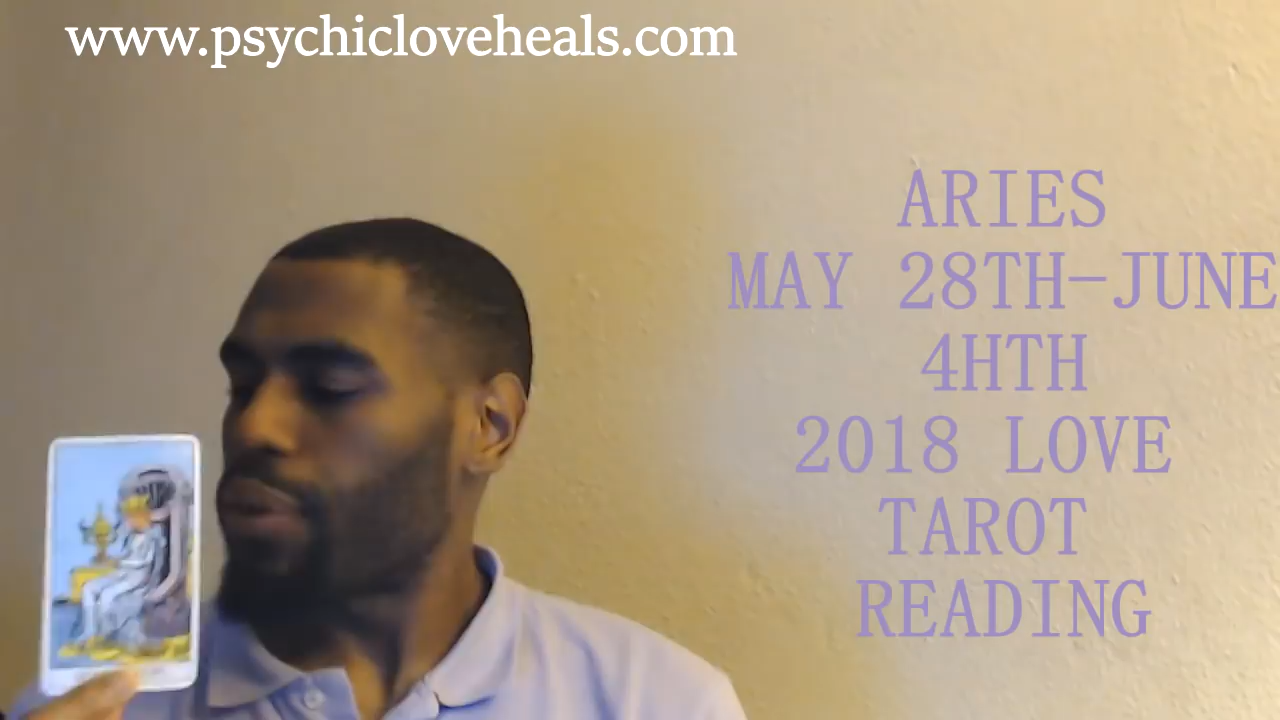 www.psychicloveheals.com
ARIES
MAY 28TH-JUNE
4HTH
2018 LOVE
TAROT
READING